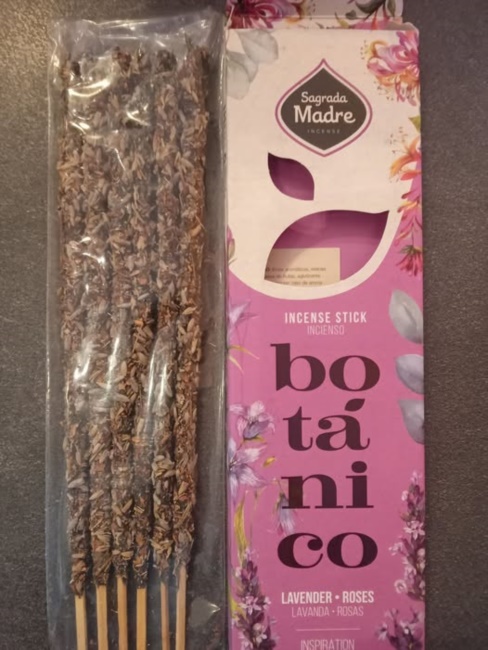 Sagrada
Madre
INCENSE
INCENSE STICK
INCIENSO
bo
tá
ni
co
LAVENDER • ROSES
LAVANDA • ROSAS
INSPIRATION